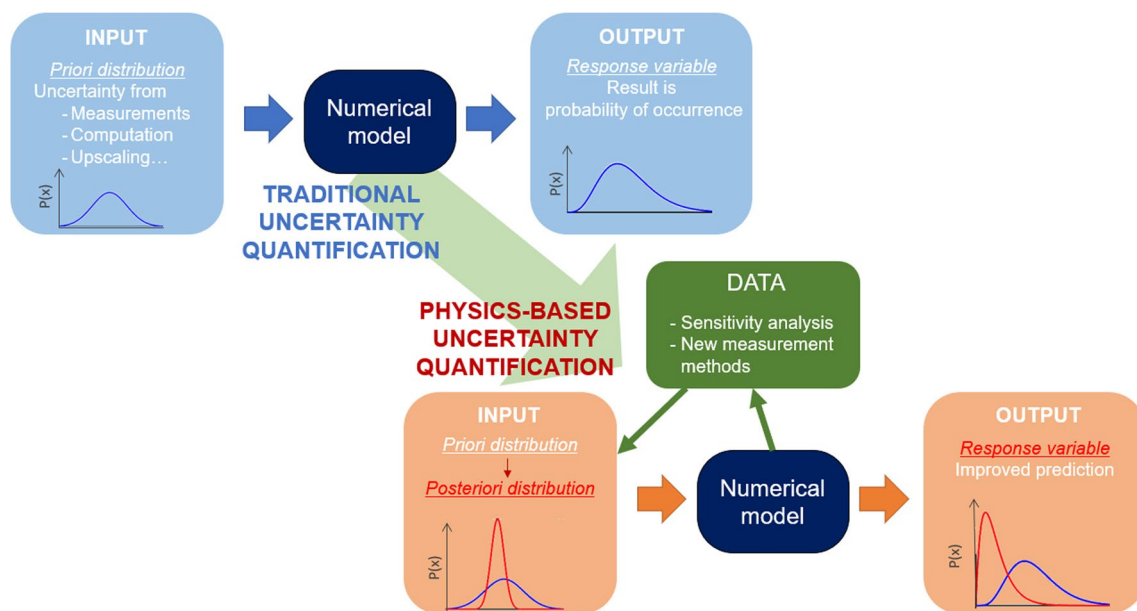 INPUT
Priori distribution
Uncertainty from
- Measurements
- Computation
- Upscaling...
P(x)
Numerical
model
OUTPUT
Response variable
Result is
probability of occurrence
P(x)
TRADITIONAL
UNCERTAINTY
QUANTIFICATION
PHYSICS-BASED
UNCERTAINTY
QUANTIFICATION
DATA
- Sensitivity analysis
- New measurement
methods
INPUT
Priori distribution
Posteriori distribution
P(x)
Numerical
model
OUTPUT
Response variable
Improved prediction
P(x)